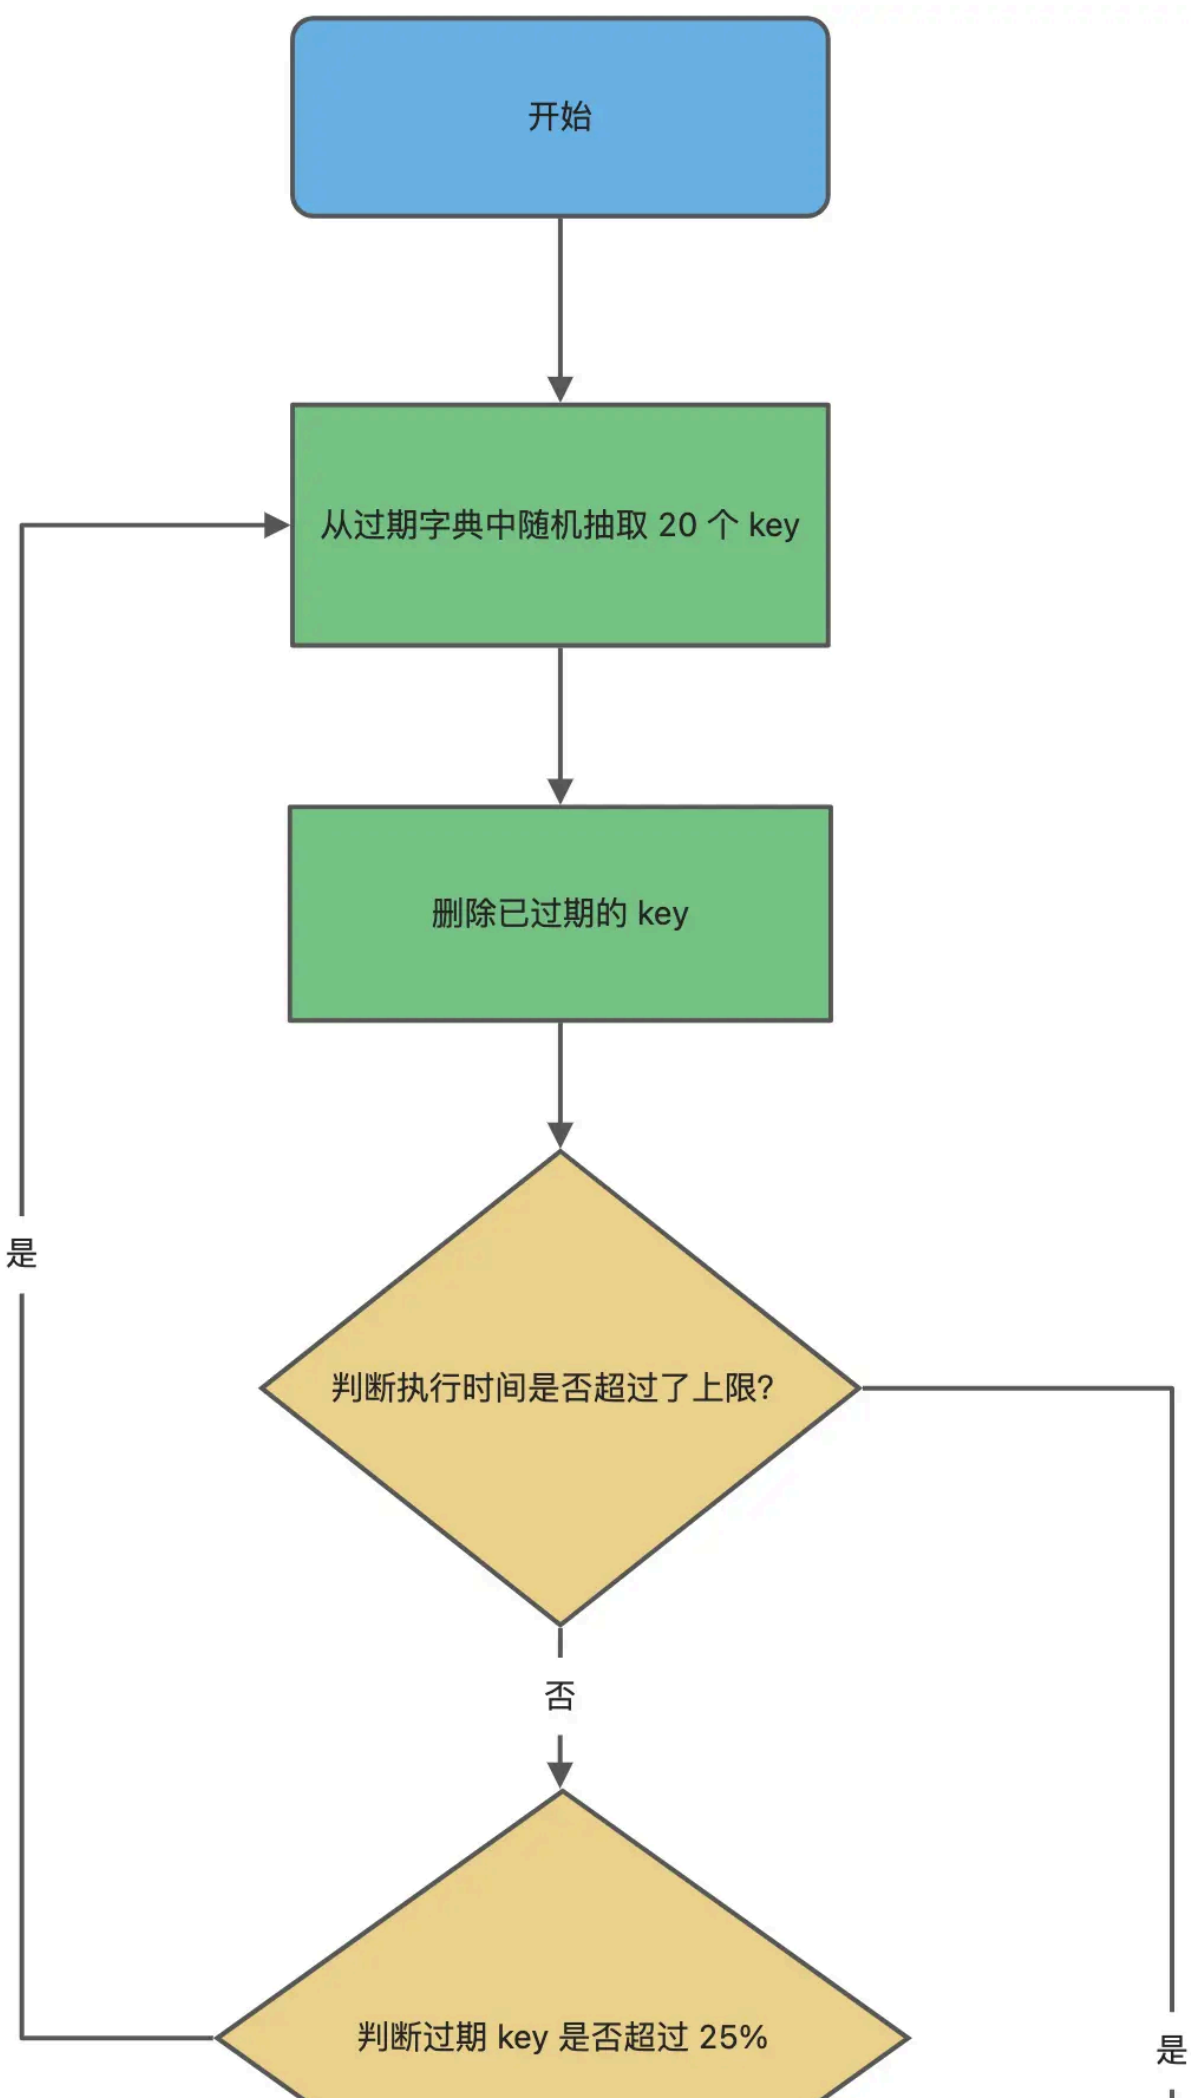 开始
从过期字典中随机抽取 20 个 key
删除已过期的 key
是
判断执行时间是否超过了上限?
否
判断过期 key 是否超过 25%
是